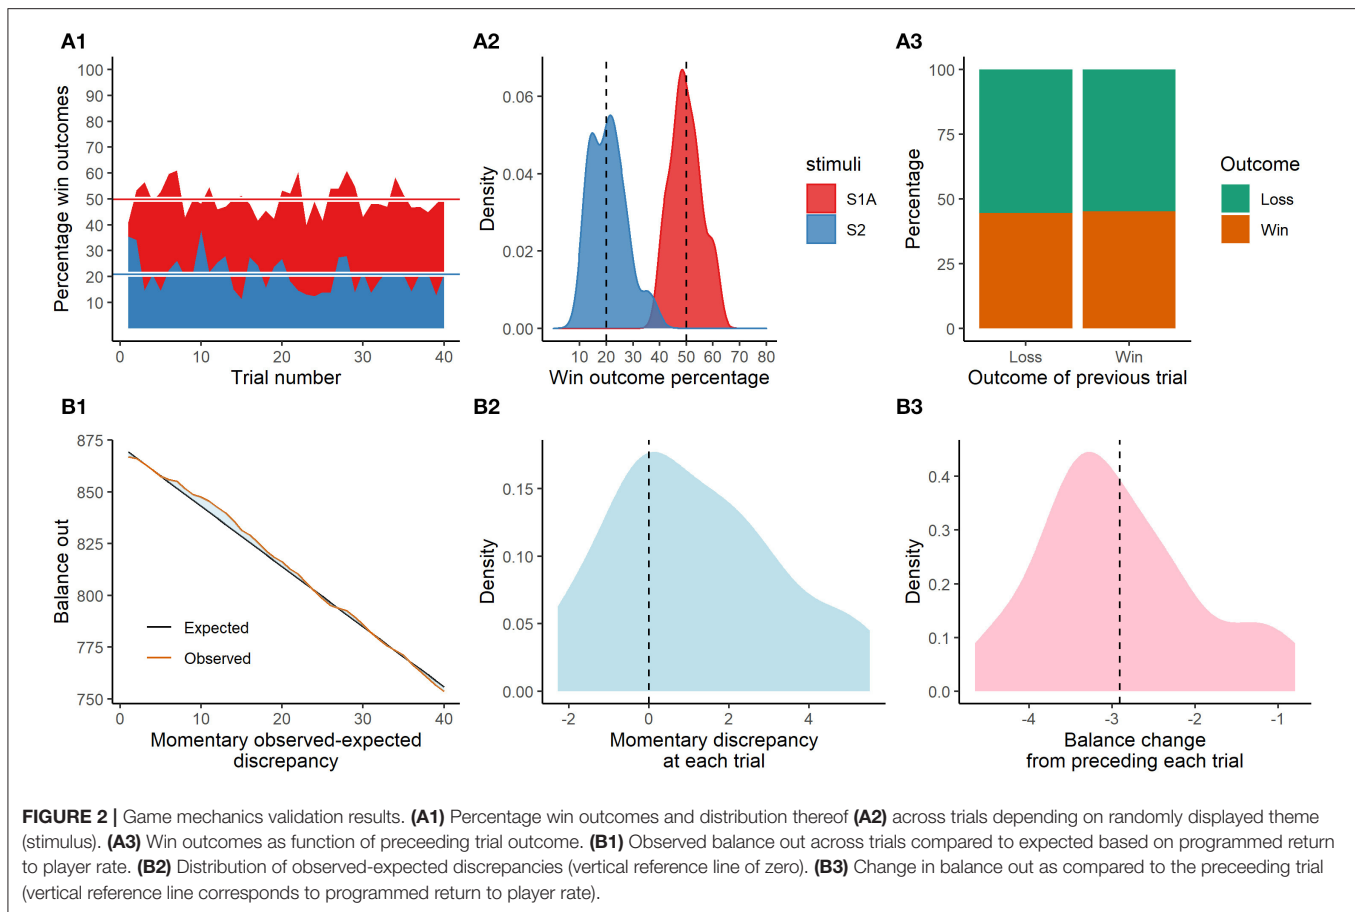 A1
A2
A3
Percentage win outcomes
100
90
80
70
60
50
40
30
20
10
0
10
20
30
40
Trial number
Density
0.06
0.04
0.02
0.00
10 20 30 40 50 60 70 80
Win outcome percentage
stimuli
S1A
S2
Percentage
100
75
50
25
0
Loss
Win
Outcome of previous trial
Outcome
Loss
Win
B1
B2
B3
Balance out
875
850
825
800
775
750
Expected
Observed
0
10
20
30
40
Momentary observed-expected
discrepancy
Density
0.15
0.10
0.05
0.00
-2
0
2
4
Momentary discrepancy
at each trial
Density
0.4
0.3
0.2
0.1
0.0
-4
-3
-2
-1
Balance change
from preceding each trial
FIGURE 2 | Game mechanics validation results. (A1) Percentage win outcomes and distribution thereof (A2) across trials depending on randomly displayed theme
(stimulus). (A3) Win outcomes as function of preceeding trial outcome. (B1) Observed balance out across trials compared to expected based on programmed return
to player rate. (B2) Distribution of observed-expected discrepancies (vertical reference line of zero). (B3) Change in balance out as compared to the preceeding trial
(vertical reference line corresponds to programmed return to player rate).